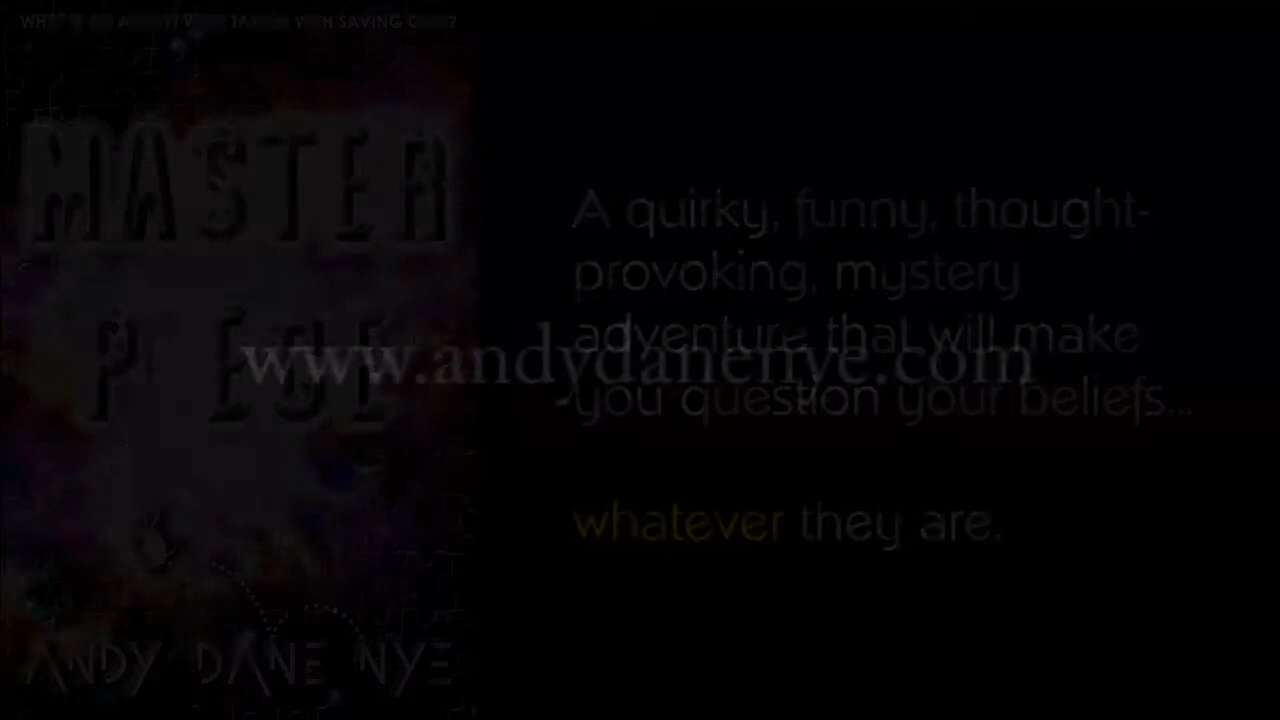 MASTER
P ECE
ANDY DANE NYE
A quirky, funny, thought-
provoking, mystery
adventure that will make
you question your beliefs...
whatever they are.
www.andydanenye.com